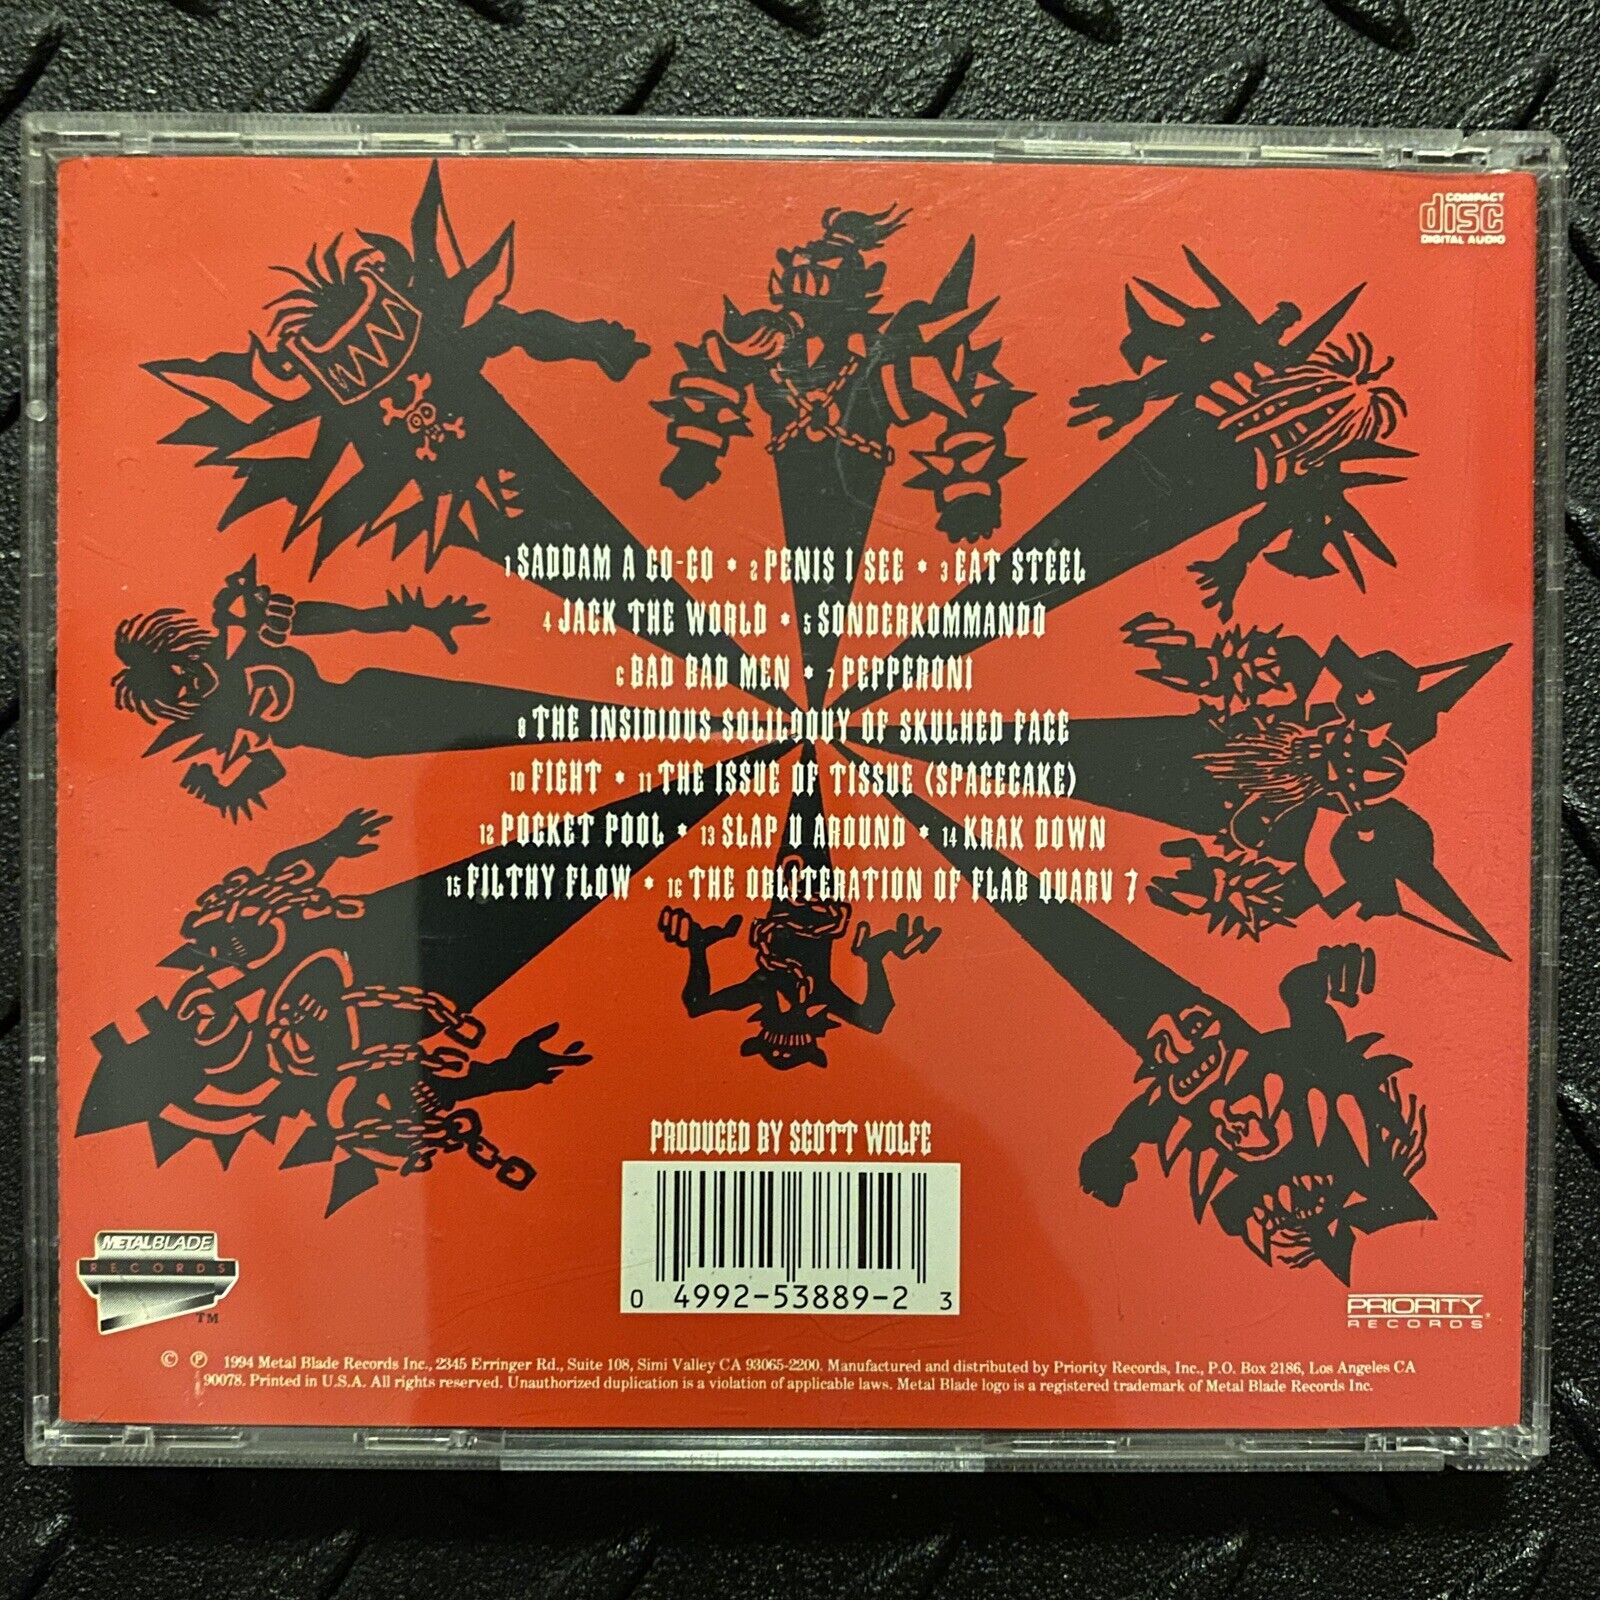 COMPACT
disc
DIGITAL AUDIO
1 SADDAM A GO-GO • 2 PENIS I SEE • 3 EAT STEEL
4 JACK THE WORLD • 5 SONDERKOMMANDO
6 BAD BAD MEN • 7 PEPPERONI
8 THE INSIDIOUS SOLILOQUY OF SKULHED FACE
10 FIGHT • 11 THE ISSUE OF TISSUE (SPACECAKE)
12 POCKET POOL • 13 SLAP U AROUND • 14 KRAK DOWN
15 FILTHY FLOW • 16 THE OBLITERATION OF FLAB QUARV 7
PRODUCED BY SCOTT WOLFE
0 4992-53889-2 3
METALBLADE
RECORDS
TM
PRIORITY
RECORDS
© ℗ 1994 Metal Blade Records Inc., 2345 Erringer Rd., Suite 108, Simi Valley CA 93065-2200. Manufactured and distributed by Priority Records, Inc., P.O. Box 2186, Los Angeles CA
90078. Printed in U.S.A. All rights reserved. Unauthorized duplication is a violation of applicable laws. Metal Blade logo is a registered trademark of Metal Blade Records Inc.